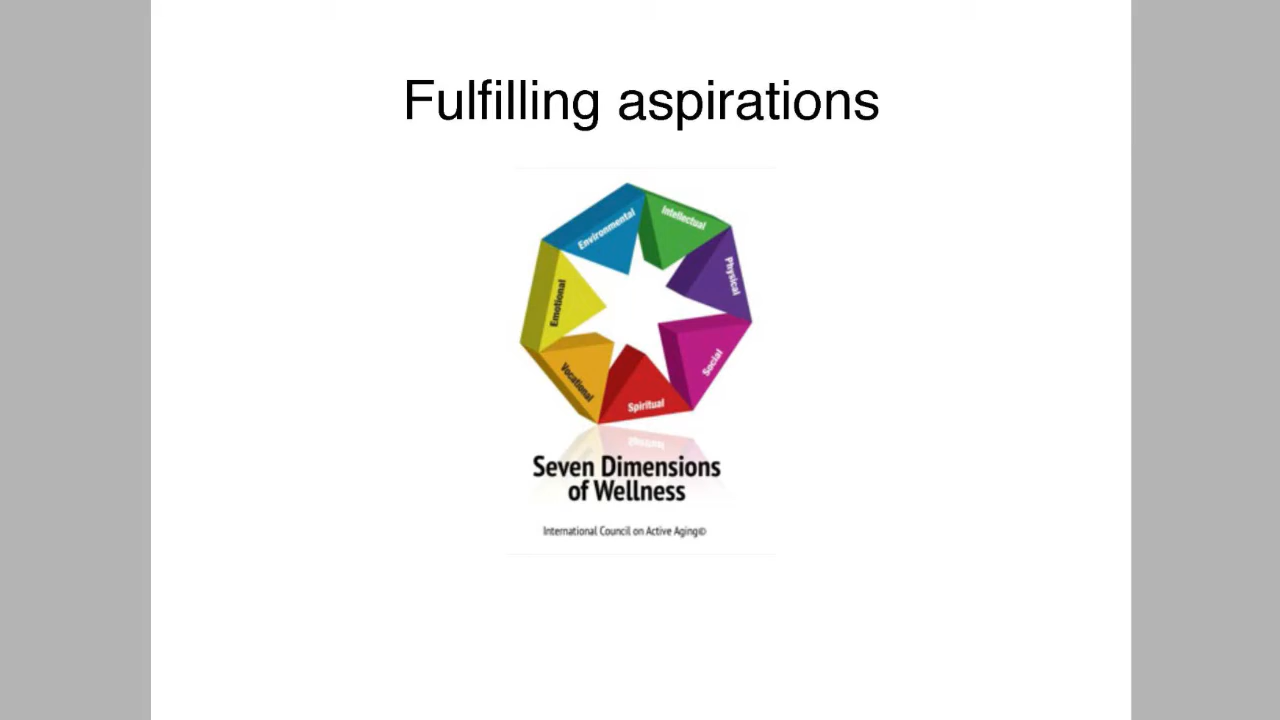 Fulfilling aspirations
Environmental
Intellectual
Physical
Emotional
Social
Vocational
Spiritual
Seven Dimensions
of Wellness
International Council on Active Aging©